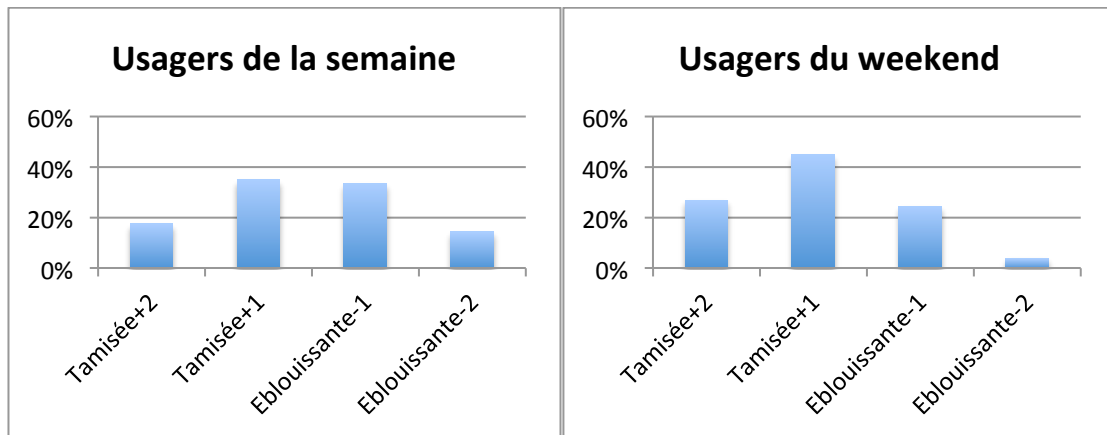 Usagers de la semaine
60%
40%
20%
0%
Tamisée+2
Tamisée+1
Eblouissante-1
Eblouissante-2
Usagers du weekend
60%
40%
20%
0%
Tamisée+2
Tamisée+1
Eblouissante-1
Eblouissante-2